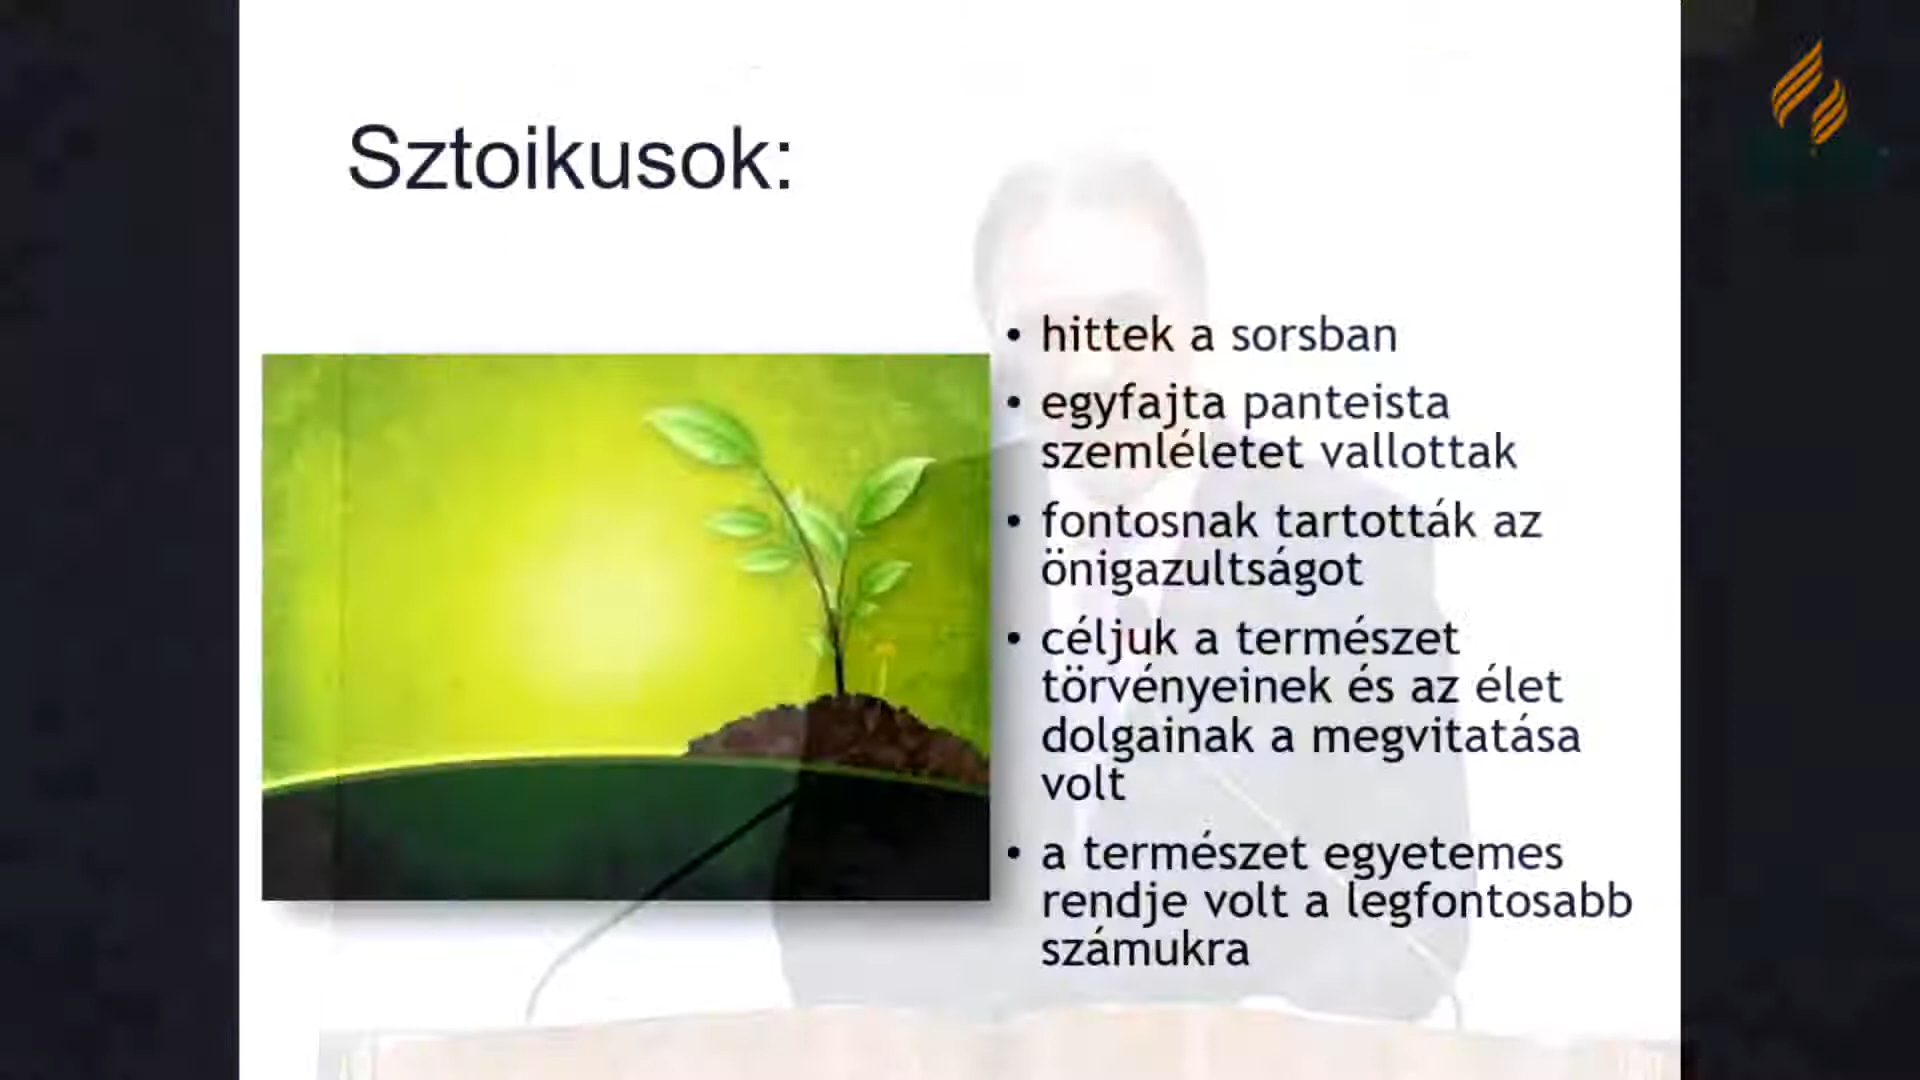 Sztoikusok:
• hittek a sorsban
• egyfajta panteista
szemléletet vallottak
• fontosnak tartották az
önigazultságot
• céljuk a természet
törvényeinek és az élet
dolgainak a megvitatása
volt
• a természet egyetemes
rendje volt a legfontosabb
számukra